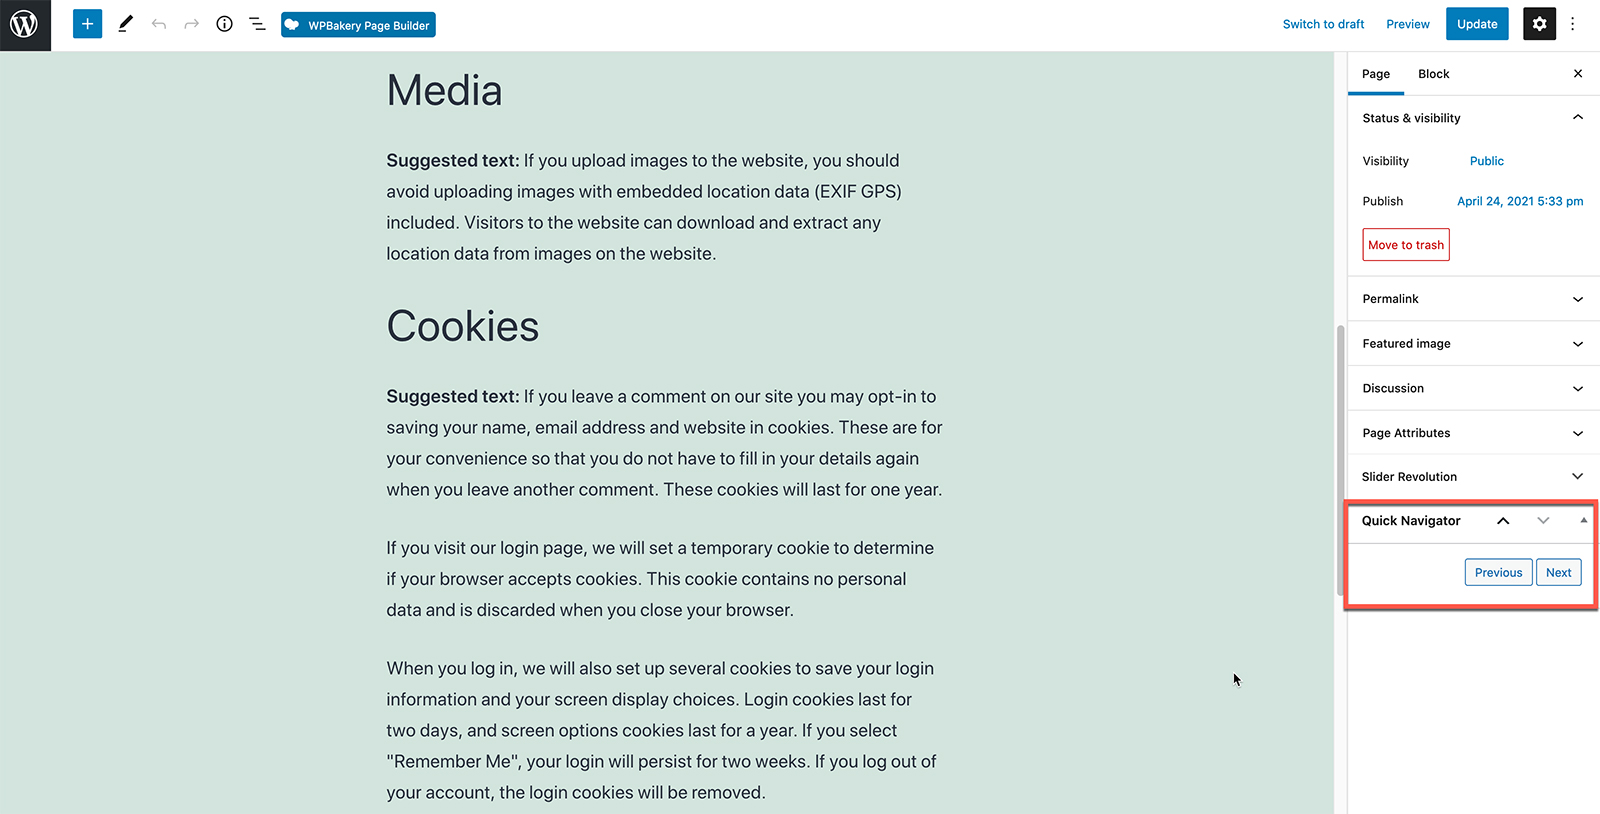 WPBakery Page Builder
Switch to draft
Preview
Update
Media
Suggested text: If you upload images to the website, you should
avoid uploading images with embedded location data (EXIF GPS)
included. Visitors to the website can download and extract any
location data from images on the website.
Cookies
Suggested text: If you leave a comment on our site you may opt-in to
saving your name, email address and website in cookies. These are for
your convenience so that you do not have to fill in your details again
when you leave another comment. These cookies will last for one year.
If you visit our login page, we will set a temporary cookie to determine
if your browser accepts cookies. This cookie contains no personal
data and is discarded when you close your browser.
When you log in, we will also set up several cookies to save your login
information and your screen display choices. Login cookies last for
two days, and screen options cookies last for a year. If you select
"Remember Me", your login will persist for two weeks. If you log out of
your account, the login cookies will be removed.
Page
Block
Status & visibility
Visibility
Public
Publish
April 24, 2021 5:33 pm
Move to trash
Permalink
Featured image
Discussion
Page Attributes
Slider Revolution
Quick Navigator
Previous
Next